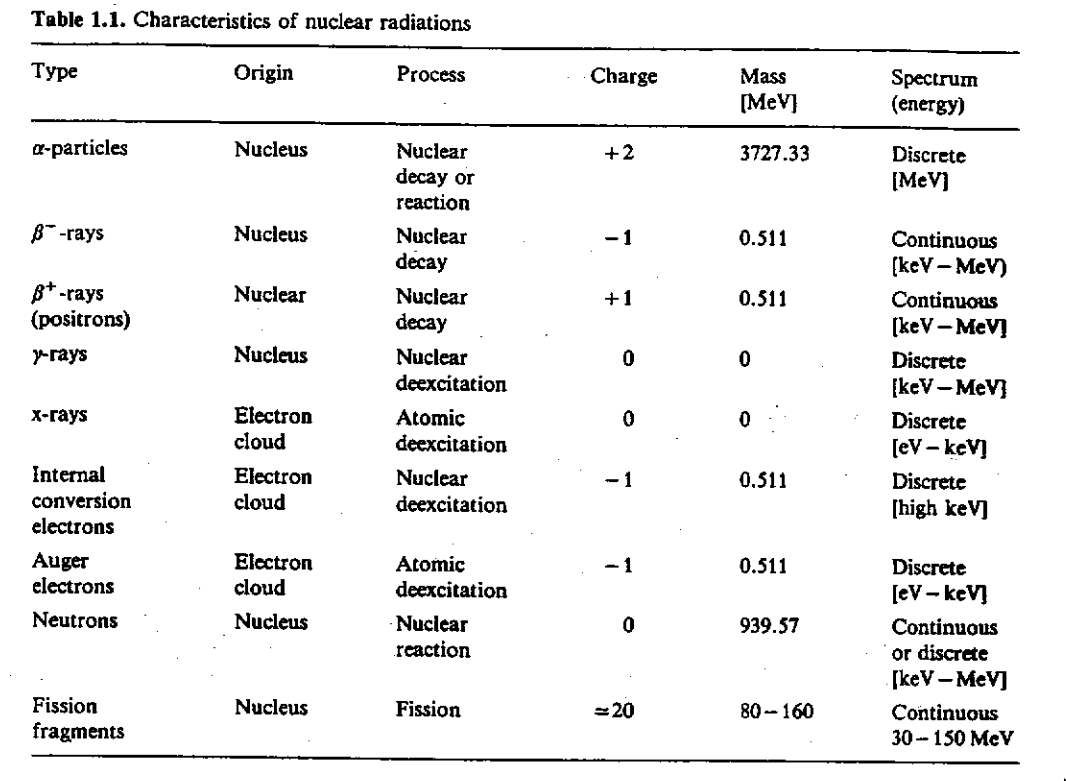 Table 1.1. Characteristics of nuclear radiations
Type Origin Process Charge Mass Spectrum
[MeV] (energy)
α-particles Nucleus Nuclear +2 3727.33 Discrete
decay or [MeV]
reaction
β⁻-rays Nucleus Nuclear −1 0.511 Continuous
decay [keV – MeV)
β⁺-rays Nuclear Nuclear +1 0.511 Continuous
(positrons) decay [keV – MeV]
γ-rays Nucleus Nuclear 0 0 Discrete
deexcitation [keV – MeV]
x-rays Electron Atomic 0 0 Discrete
cloud deexcitation [eV – keV]
Internal Electron Nuclear −1 0.511 Discrete
conversion cloud deexcitation [high keV]
electrons
Auger Electron Atomic −1 0.511 Discrete
electrons cloud deexcitation [eV – keV]
Neutrons Nucleus Nuclear 0 939.57 Continuous
reaction or discrete
[keV – MeV]
Fission Nucleus Fission ≃20 80 – 160 Continuous
fragments 30 – 150 MeV